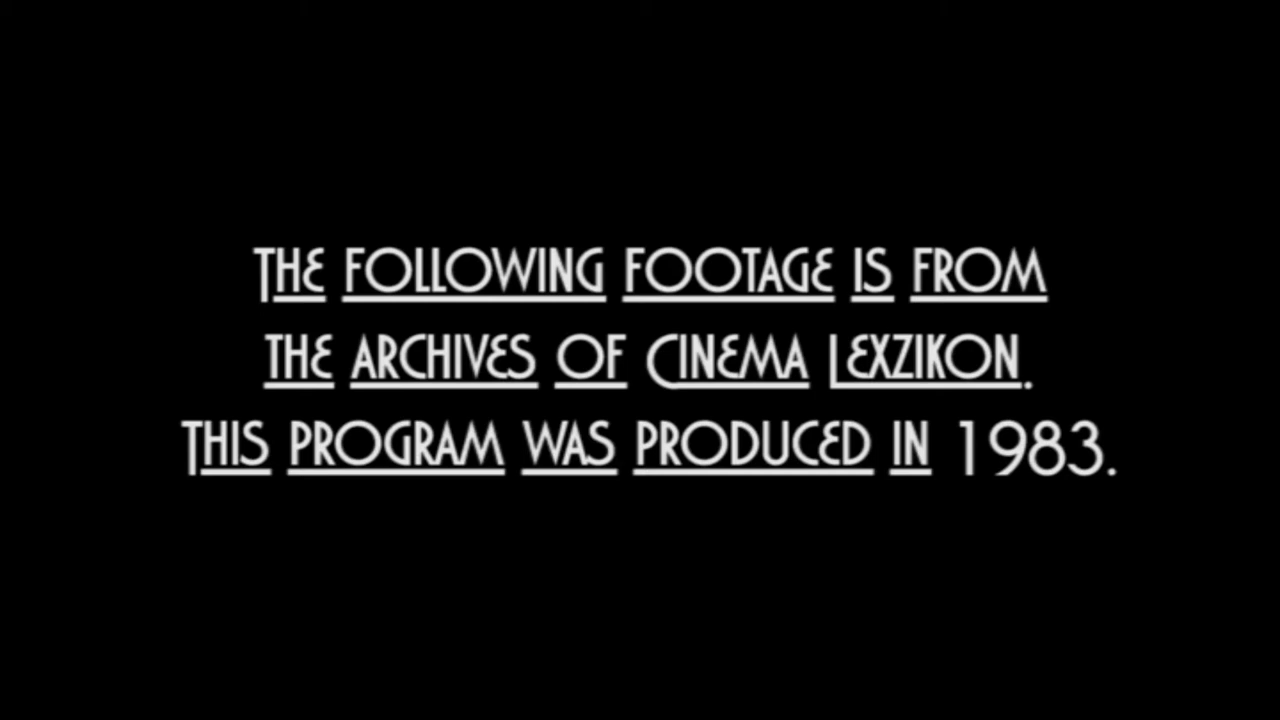 The following footage is from
the archives of Cinema Lexzikon.
This program was produced in 1983.